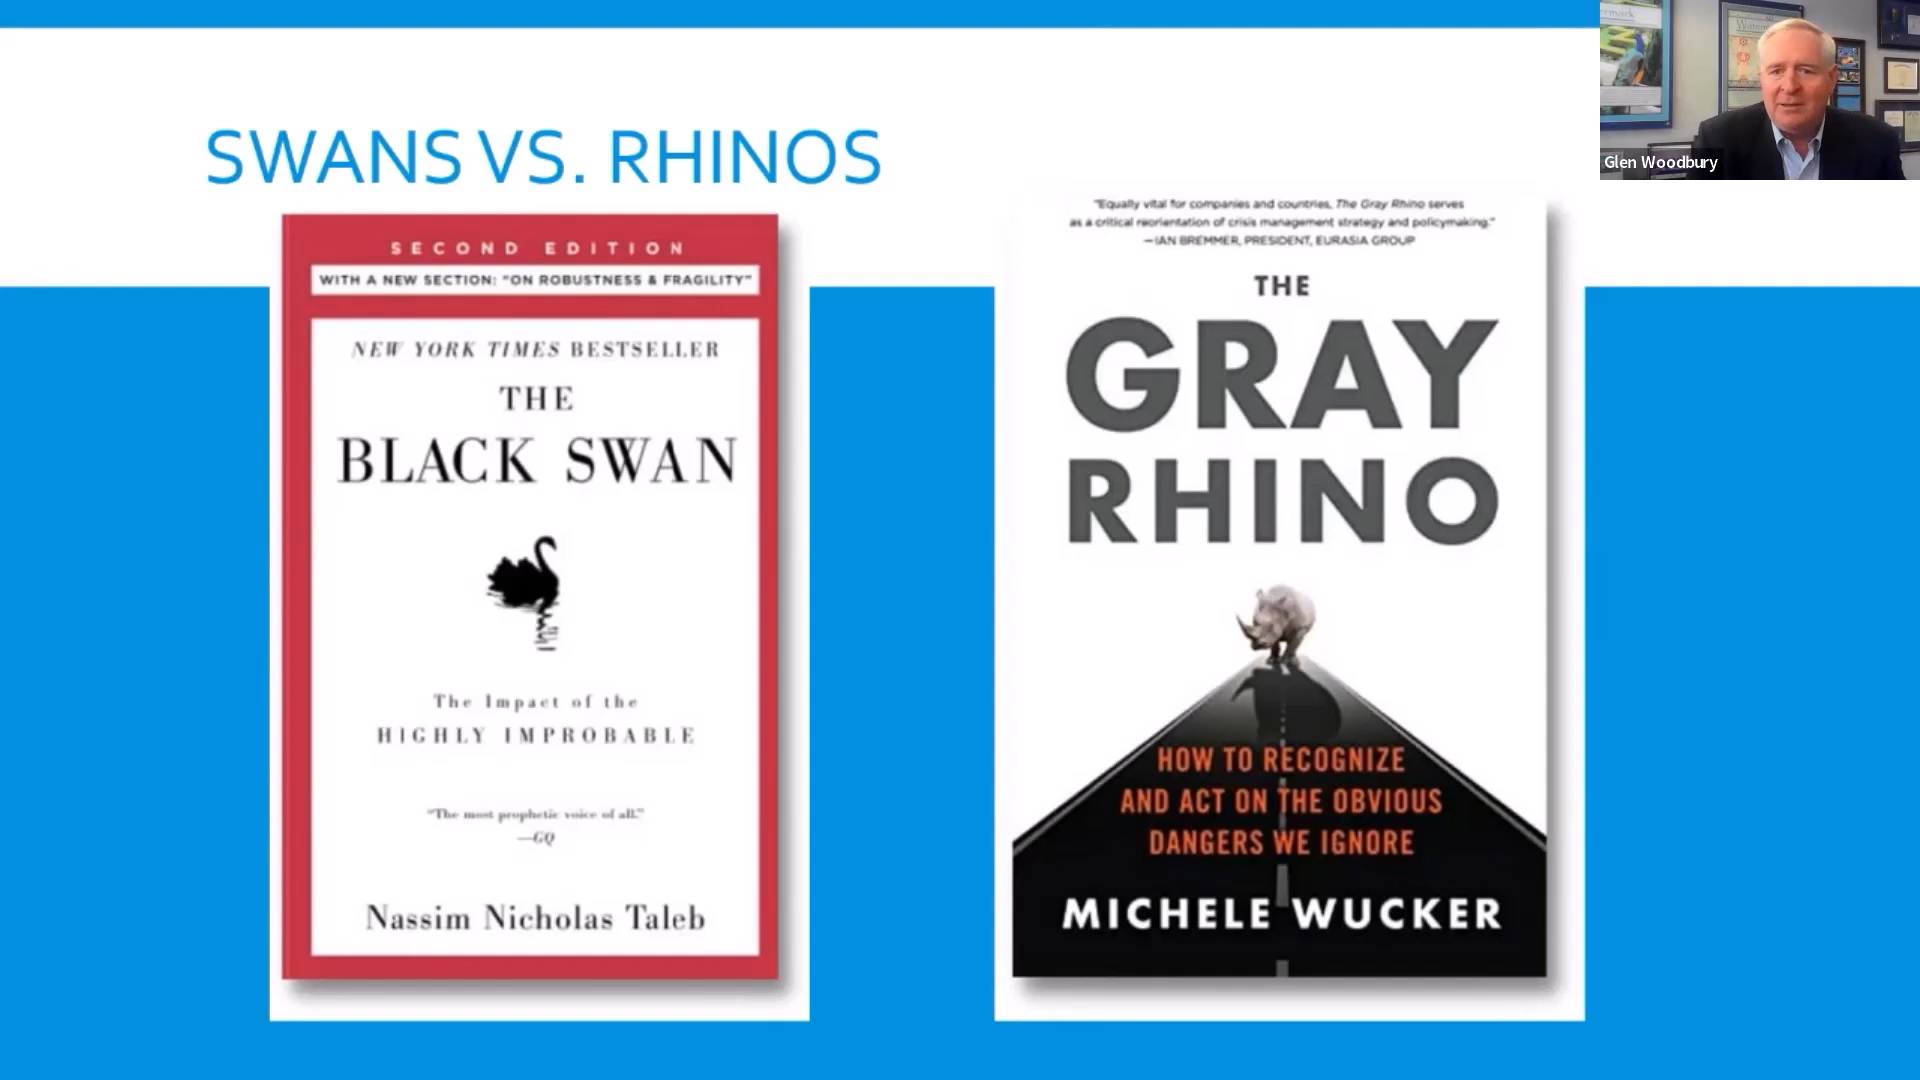 SWANS VS. RHINOS
SECOND EDITION
WITH A NEW SECTION: "ON ROBUSTNESS & FRAGILITY"
NEW YORK TIMES BESTSELLER
THE
BLACK SWAN
The Impact of the
HIGHLY IMPROBABLE
"The most prophetic voice of all."
—GQ
Nassim Nicholas Taleb
"Equally vital for companies and countries, The Gray Rhino serves
as a critical reorientation of crisis management strategy and policymaking."
—IAN BREMMER, PRESIDENT, EURASIA GROUP
THE
GRAY
RHINO
HOW TO RECOGNIZE
AND ACT ON THE OBVIOUS
DANGERS WE IGNORE
MICHELE WUCKER
Glen Woodbury